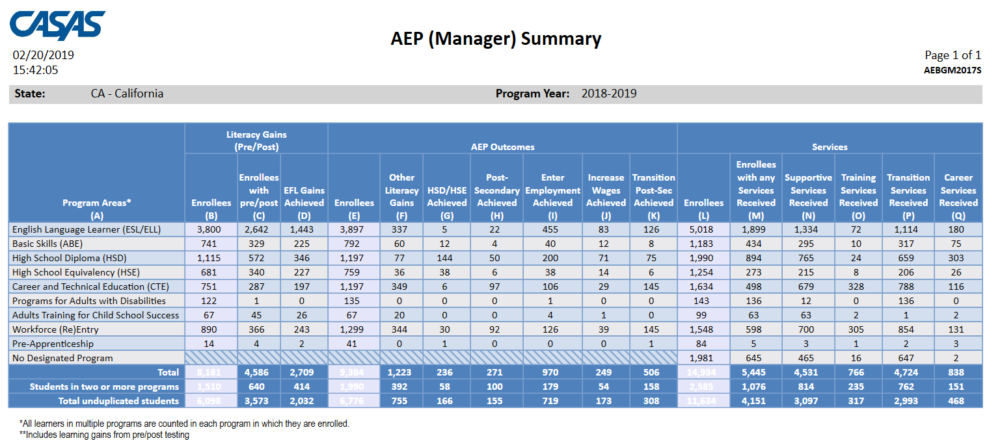 CASAS
AEP (Manager) Summary
02/20/2019
15:42:05
Page 1 of 1
AEBGM2017S
State: CA - California Program Year: 2018-2019
Literacy Gains (Pre/Post) AEP Outcomes Services
Program Areas* (A) Enrollees (B) Enrollees with pre/post (C) EFL Gains Achieved (D) Enrollees (E) Other Literacy Gains (F) HSD/HSE Achieved (G) Post-Secondary Achieved (H) Enter Employment Achieved (I) Increase Wages Achieved (J) Transition Post-Sec Achieved (K) Enrollees (L) Enrollees with any Services Received (M) Supportive Services Received (N) Training Services Received (O) Transition Services Received (P) Career Services Received (Q)
English Language Learner (ESL/ELL) 3,800 2,642 1,443 3,897 337 5 22 455 83 126 5,018 1,899 1,334 72 1,114 180
Basic Skills (ABE) 741 329 225 792 60 12 4 40 12 8 1,183 434 295 10 317 75
High School Diploma (HSD) 1,115 572 346 1,197 77 144 50 200 71 75 1,990 894 765 24 659 303
High School Equivalency (HSE) 681 340 227 759 36 38 6 38 14 6 1,254 273 215 8 206 26
Career and Technical Education (CTE) 751 287 197 1,197 349 6 97 106 29 145 1,634 498 679 328 788 116
Programs for Adults with Disabilities 122 1 0 135 0 0 0 1 0 0 143 136 12 0 136 0
Adults Training for Child School Success 67 45 26 67 20 0 0 4 1 0 99 63 63 2 1 2
Workforce (Re)Entry 890 366 243 1,299 344 30 92 126 39 145 1,548 598 700 305 854 131
Pre-Apprenticeship 14 4 2 41 0 1 0 0 0 1 84 5 3 1 2 3
No Designated Program 1,981 645 465 16 647 2
Total 8,181 4,586 2,709 9,384 1,223 236 271 970 249 506 14,934 5,445 4,531 766 4,724 838
Students in two or more programs 1,510 640 414 1,990 392 58 100 179 54 158 2,585 1,076 814 235 762 151
Total unduplicated students 6,098 3,573 2,032 6,776 755 166 155 719 173 308 11,634 4,151 3,097 317 2,993 468
*All learners in multiple programs are counted in each program in which they are enrolled.
**Includes learning gains from pre/post testing